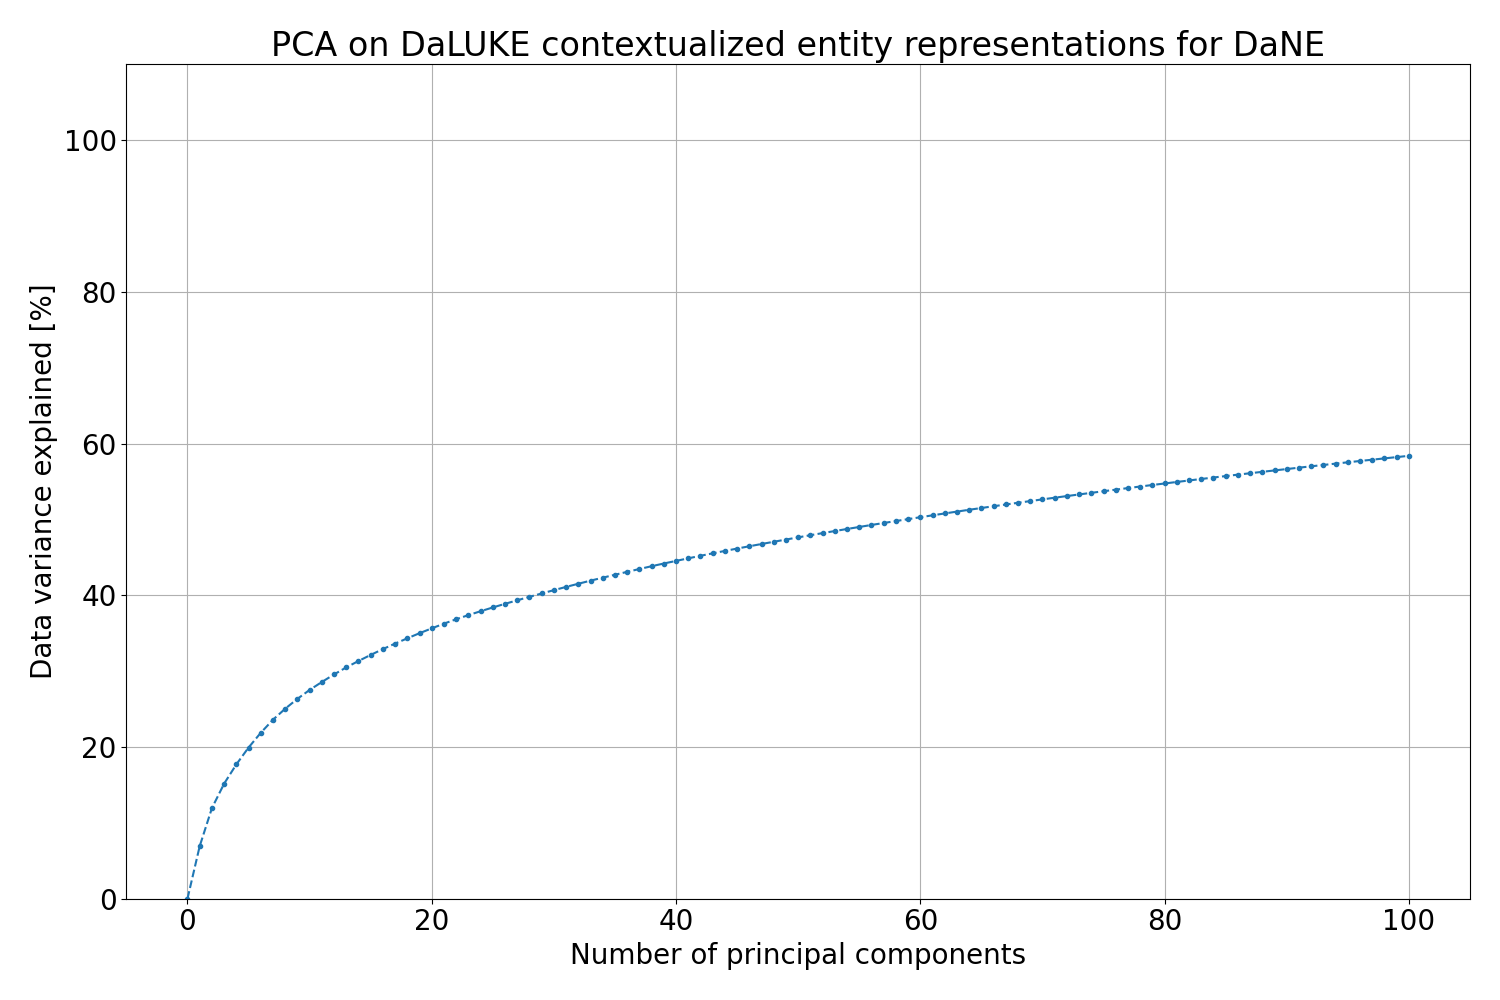 PCA on DaLUKE contextualized entity representations for DaNE
Data variance explained [%]
100
80
60
40
20
0
0 20 40 60 80 100
Number of principal components